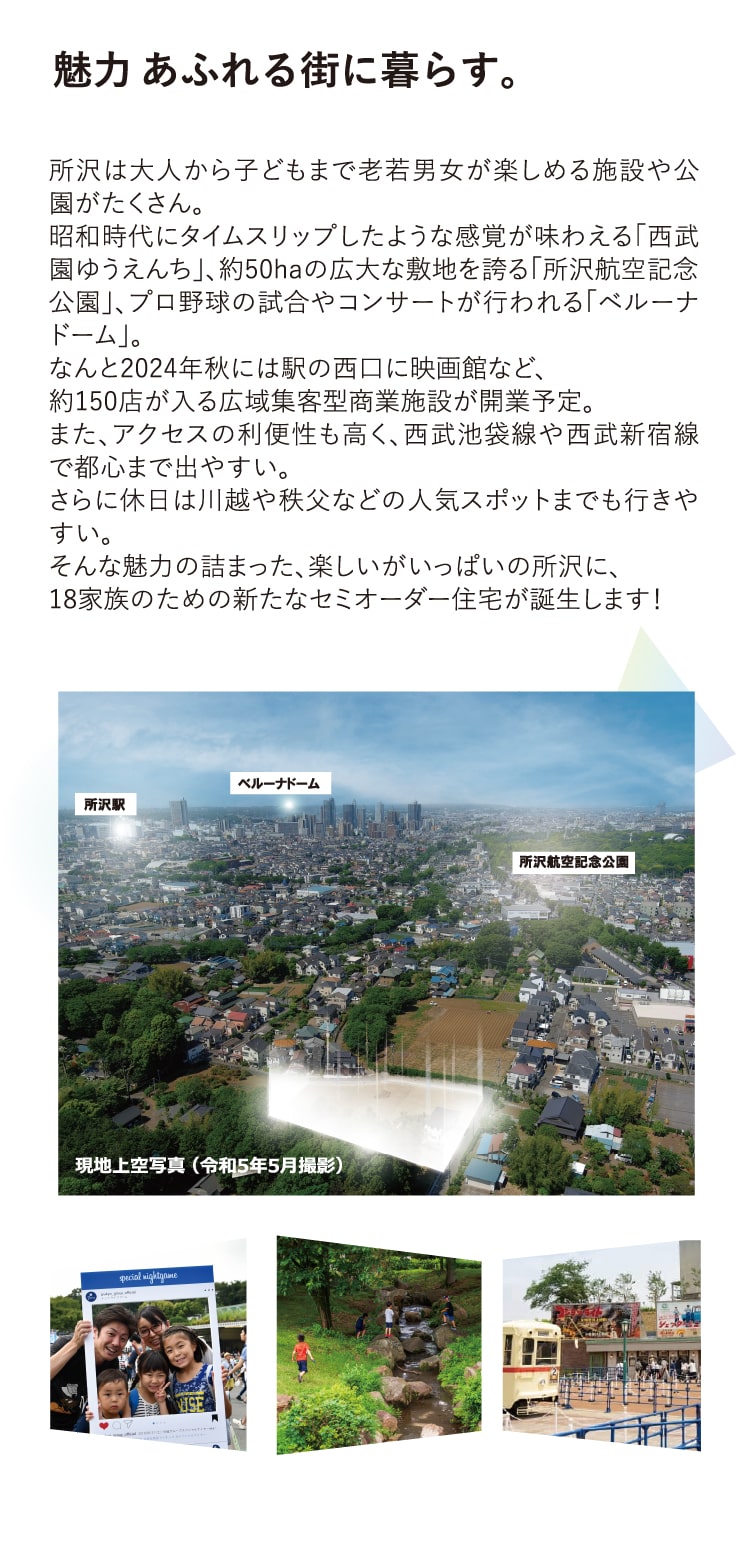 魅力 あふれる街に暮らす。
所沢は大人から子どもまで老若男女が楽しめる施設や公
園がたくさん。
昭和時代にタイムスリップしたような感覚が味わえる「西武
園ゆうえんち」、約50haの広大な敷地を誇る「所沢航空記念
公園」、プロ野球の試合やコンサートが行われる「ベルーナ
ドーム」。
なんと2024年秋には駅の西口に映画館など、
約150店が入る広域集客型商業施設が開業予定。
また、アクセスの利便性も高く、西武池袋線や西武新宿線
で都心まで出やすい。
さらに休日は川越や秩父などの人気スポットまでも行きや
すい。
そんな魅力の詰まった、楽しいがいっぱいの所沢に、
18家族のための新たなセミオーダー住宅が誕生します!
ベルーナドーム
所沢駅
所沢航空記念公園
現地上空写真（令和5年5月撮影）
special nightgame